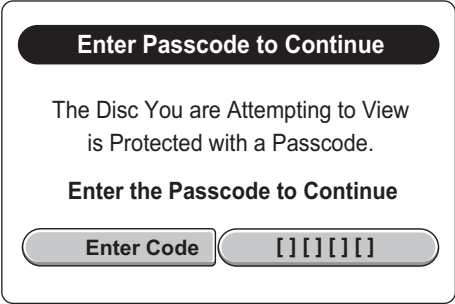 Enter Passcode to Continue
The Disc You are Attempting to View
is Protected with a Passcode.
Enter the Passcode to Continue
Enter Code [ ] [ ] [ ] [ ]